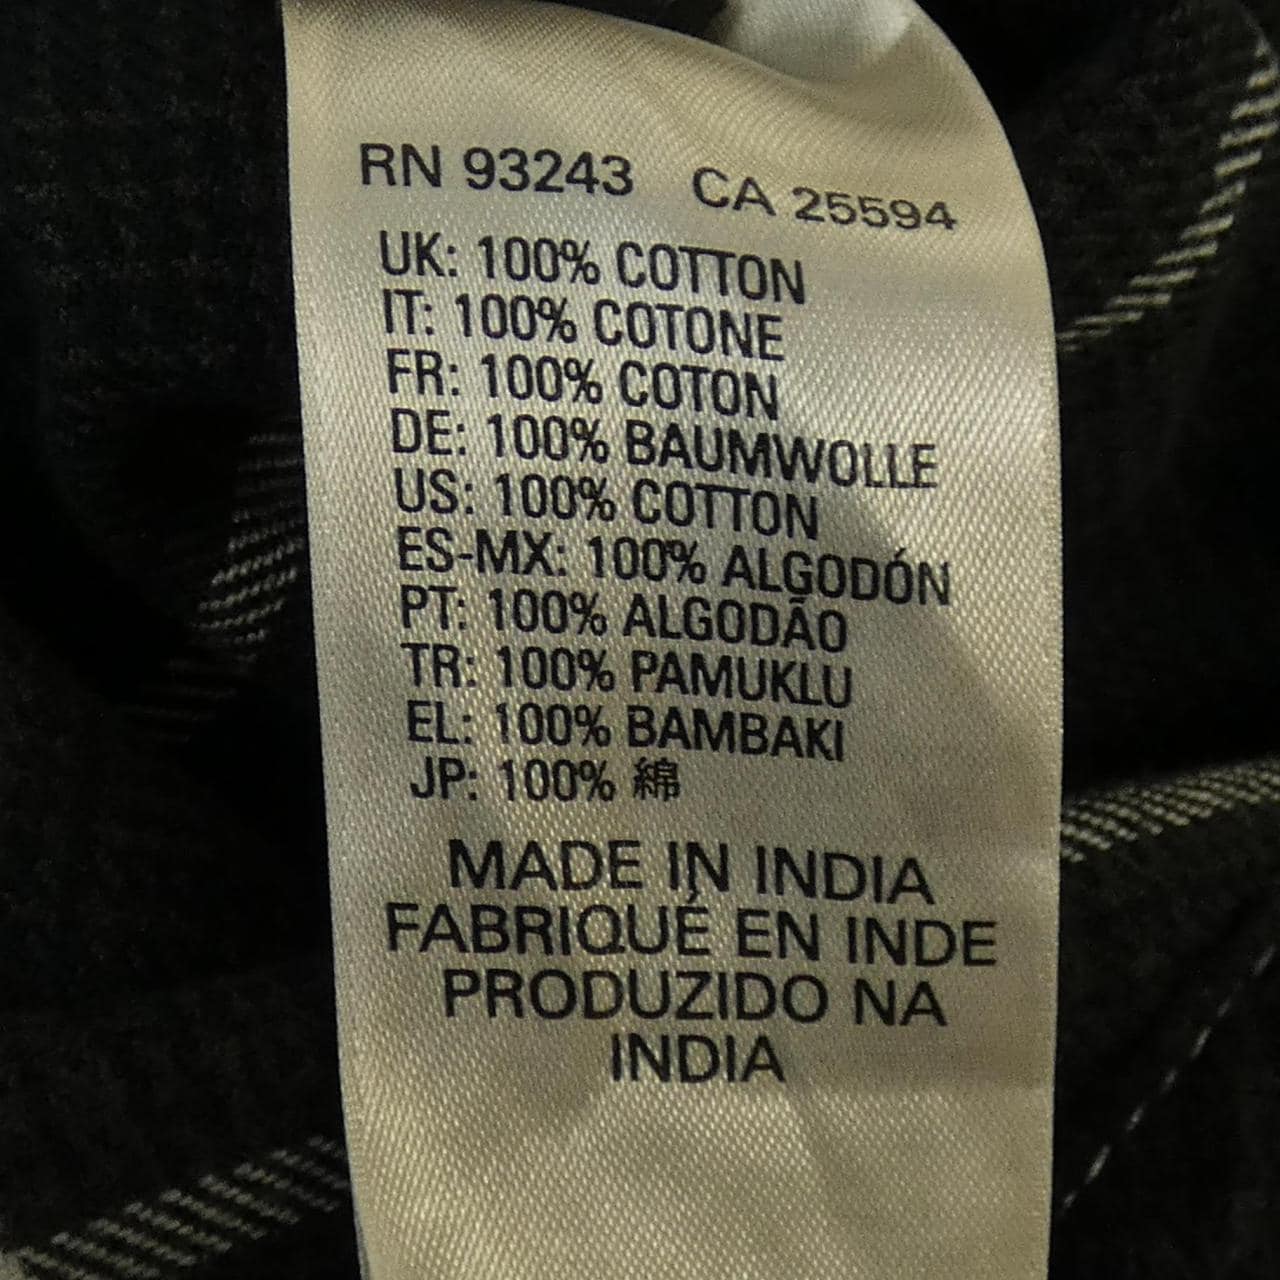 RN 93243 CA 25594
UK: 100% COTTON
IT: 100% COTONE
FR: 100% COTON
DE: 100% BAUMWOLLE
US: 100% COTTON
ES-MX: 100% ALGODÓN
PT: 100% ALGODÃO
TR: 100% PAMUKLU
EL: 100% BAMBAKI
JP: 100% 綿
MADE IN INDIA
FABRIQUÉ EN INDE
PRODUZIDO NA
INDIA